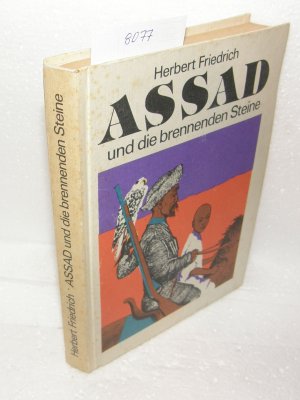 8077
Herbert Friedrich
ASSAD
und die brennenden Steine
Herbert Friedrich · ASSAD und die brennenden Steine